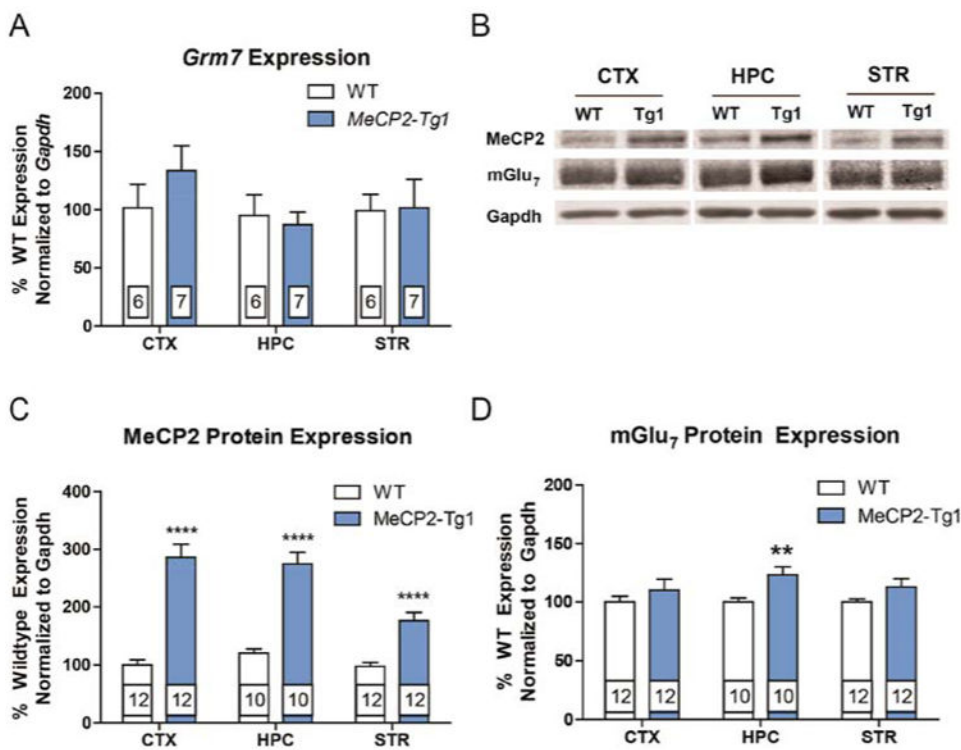 A
Grm7 Expression
WT
MeCP2-Tg1
% WT Expression
Normalized to Gapdh
200
150
100
50
0
6 7 6 7 6 7
CTX HPC STR
B
CTX HPC STR
WT Tg1 WT Tg1 WT Tg1
MeCP2
mGlu₇
Gapdh
C
MeCP2 Protein Expression
WT
MeCP2-Tg1
% Wildtype Expression
Normalized to Gapdh
400
300
200
100
0
**** **** ****
12 12 10 10 12 12
CTX HPC STR
D
mGlu₇ Protein Expression
WT
MeCP2-Tg1
% WT Expression
Normalized to Gapdh
200
150
100
50
0
**
12 12 10 10 12 12
CTX HPC STR